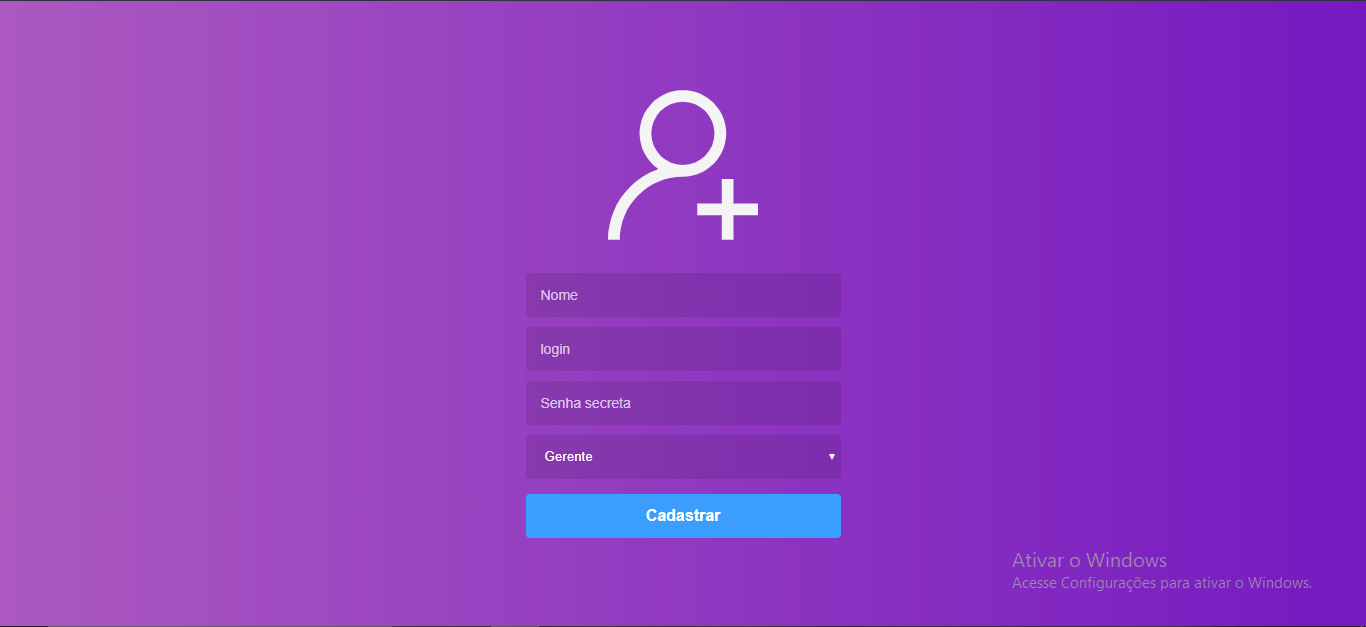 Nome
login
Senha secreta
Gerente
Cadastrar
Ativar o Windows
Acesse Configurações para ativar o Windows.